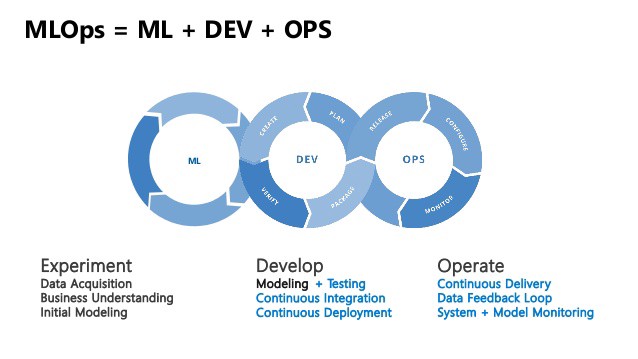 MLOps = ML + DEV + OPS
CREATE
PLAN
RELEASE
CONFIGURE
ML
DEV
OPS
VERIFY
PACKAGE
MONITOR
Experiment
Data Acquisition
Business Understanding
Initial Modeling
Develop
Modeling + Testing
Continuous Integration
Continuous Deployment
Operate
Continuous Delivery
Data Feedback Loop
System + Model Monitoring